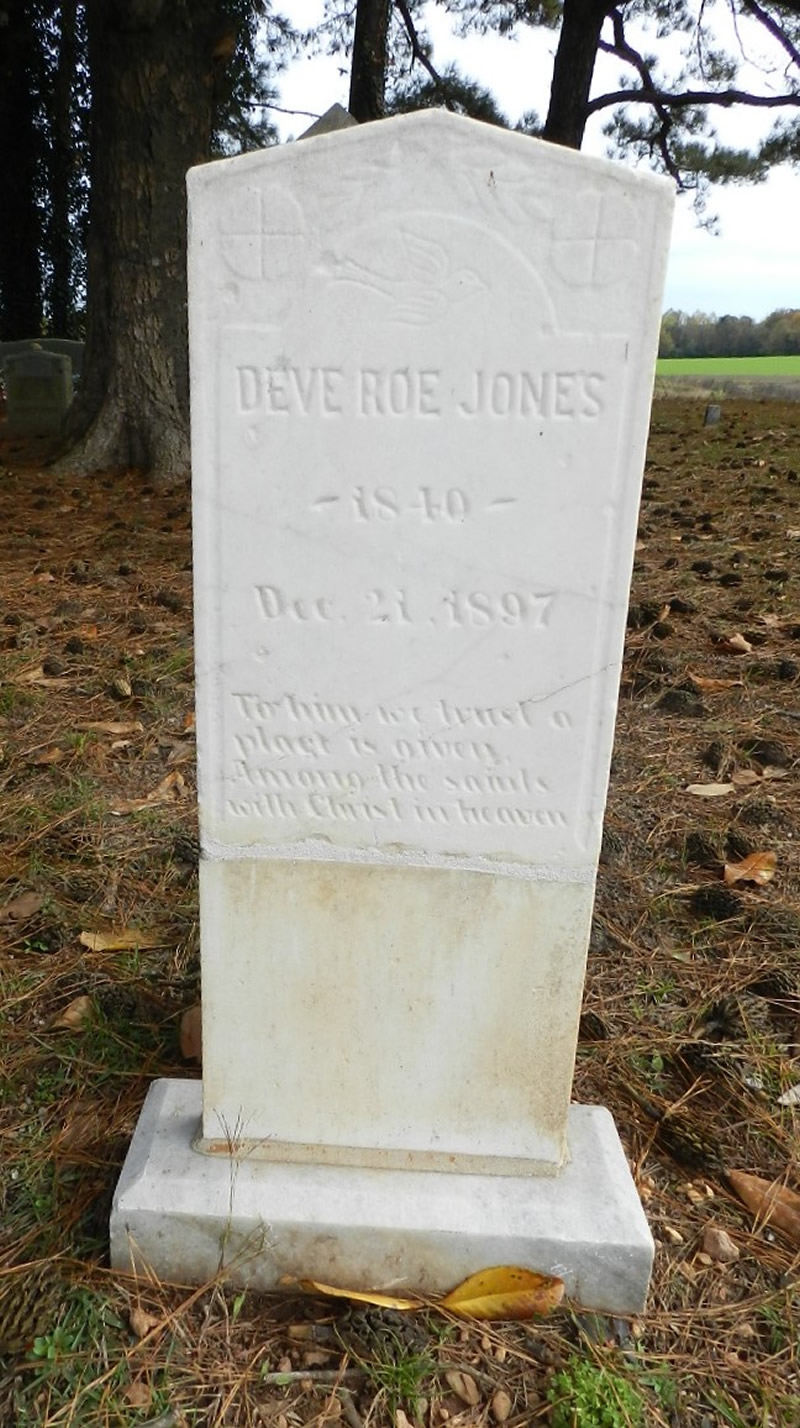 DEVE ROE JONES
- 1840 -
Dec. 21, 1897
To him we trust a
place is given,
Among the saints
with Christ in heaven